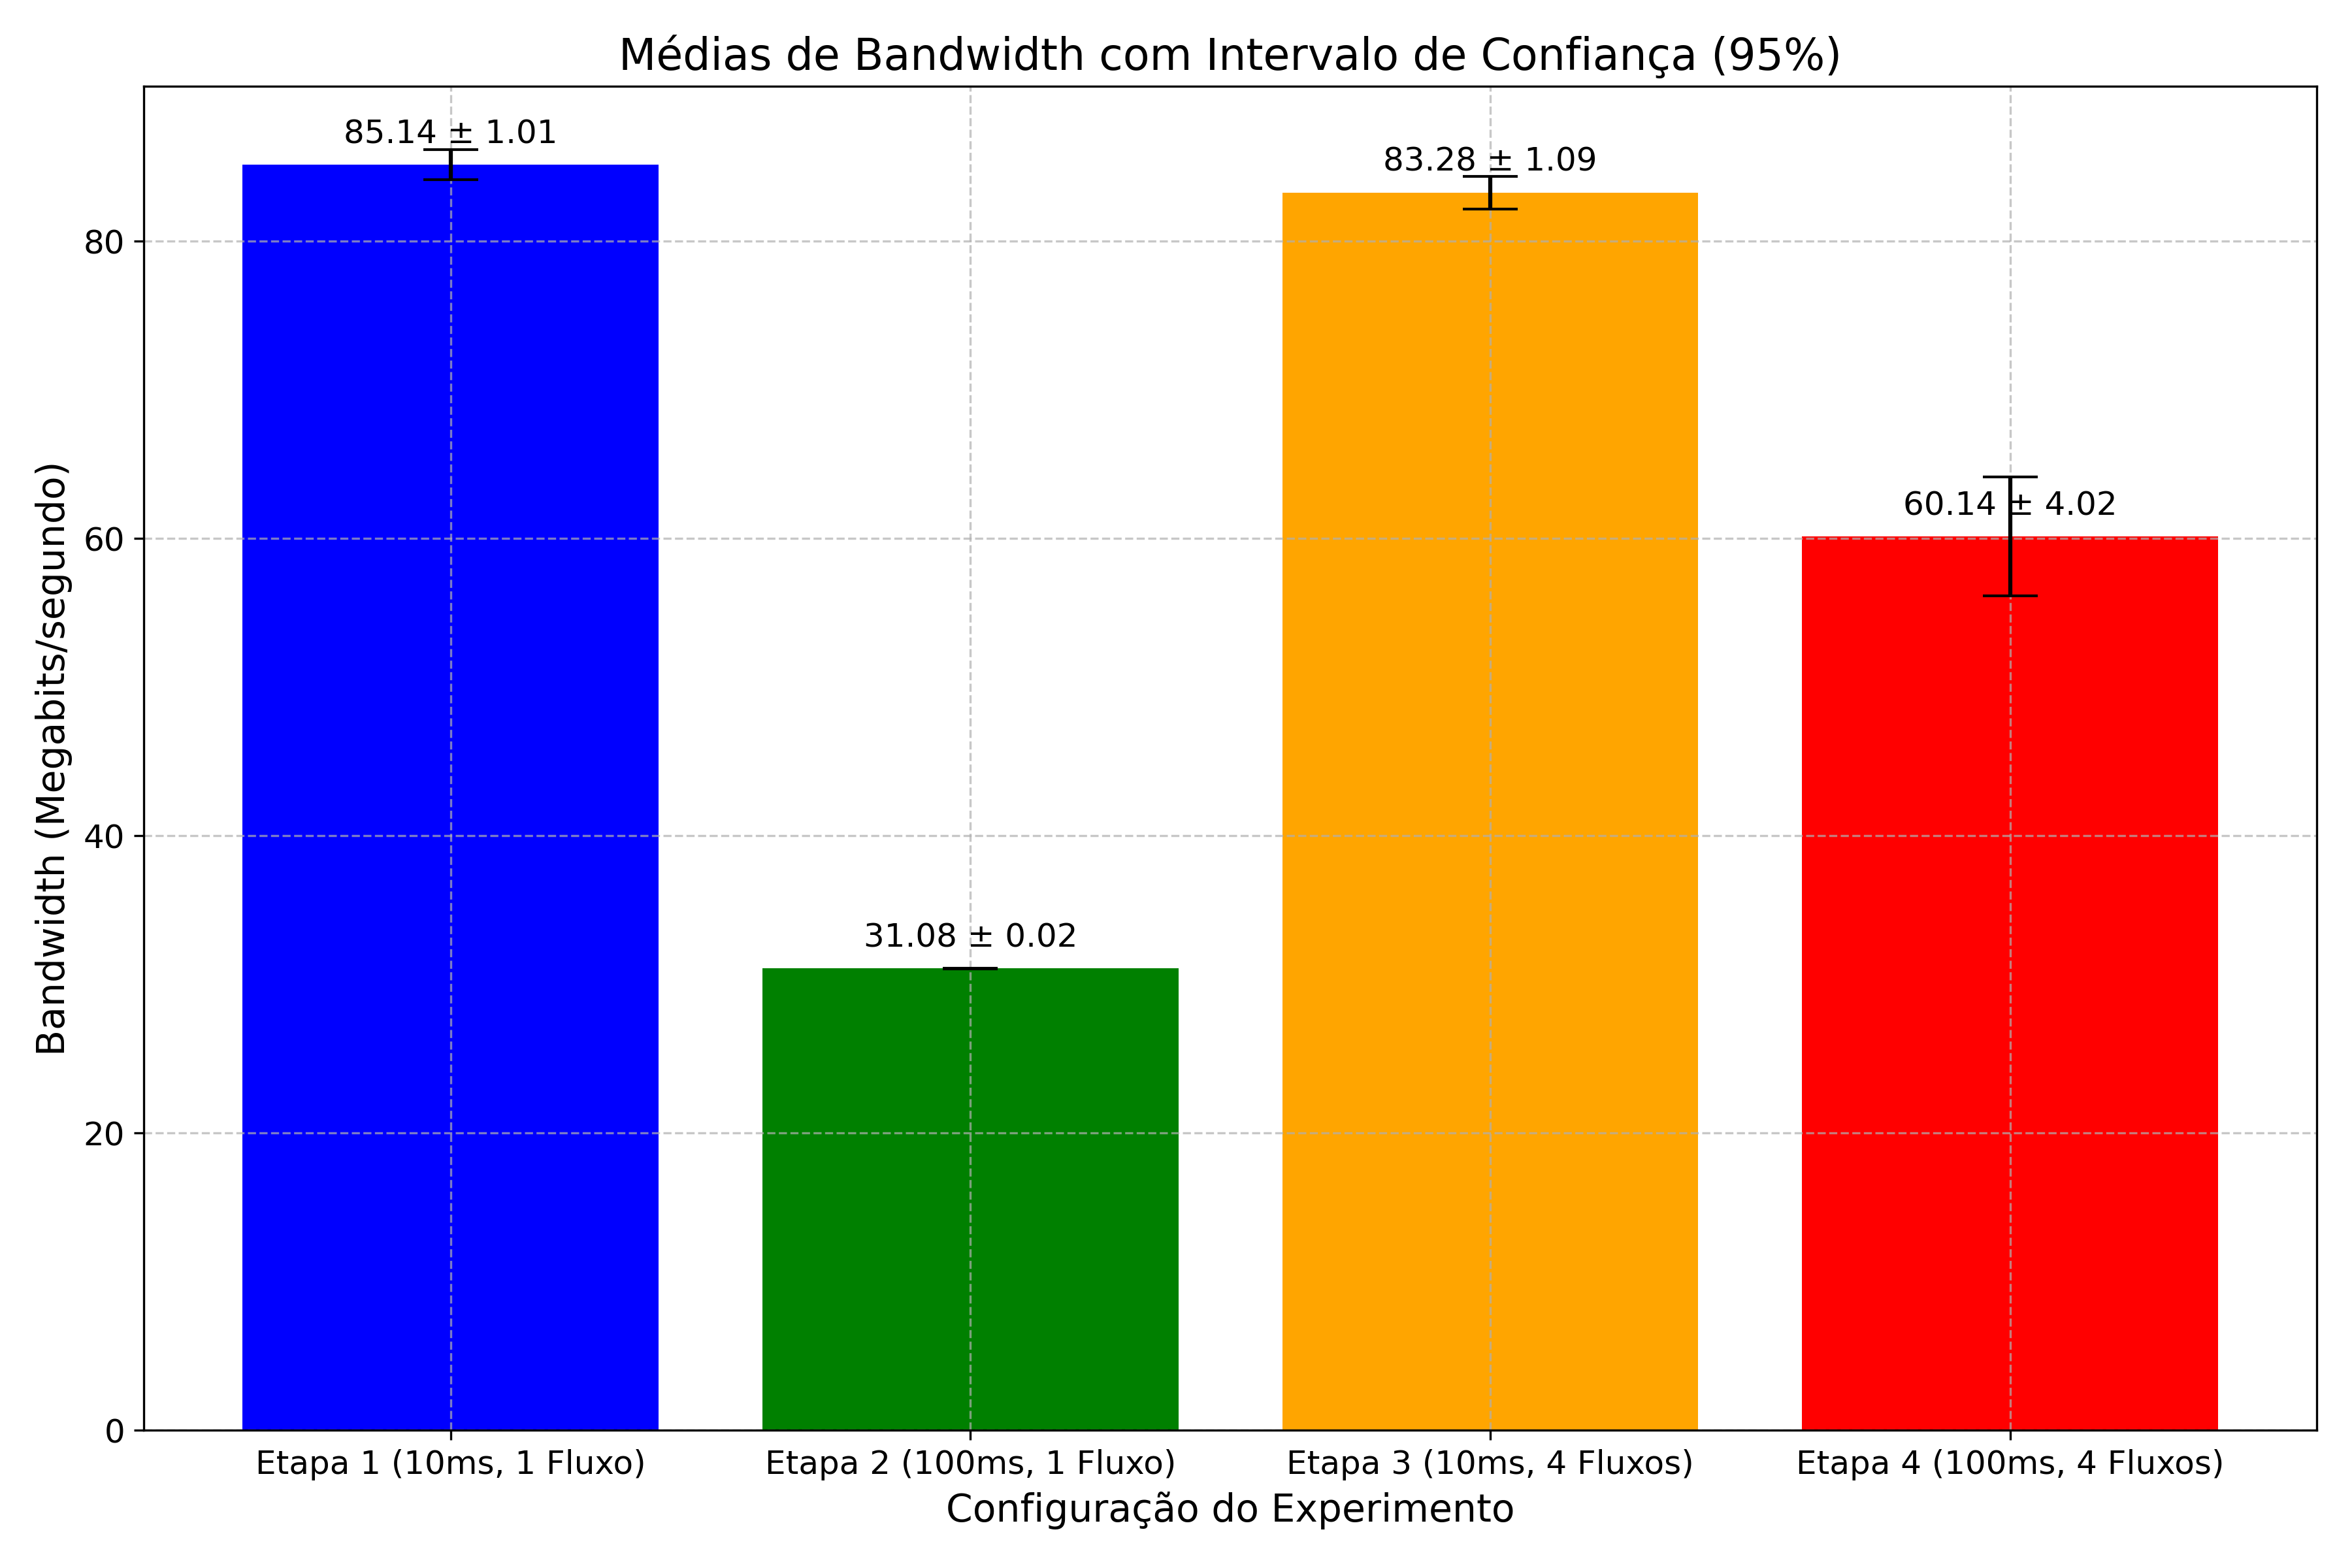 Médias de Bandwidth com Intervalo de Confiança (95%)
85.14 ± 1.01
83.28 ± 1.09
60.14 ± 4.02
31.08 ± 0.02
80
60
40
20
0
Bandwidth (Megabits/segundo)
Etapa 1 (10ms, 1 Fluxo)
Etapa 2 (100ms, 1 Fluxo)
Etapa 3 (10ms, 4 Fluxos)
Etapa 4 (100ms, 4 Fluxos)
Configuração do Experimento